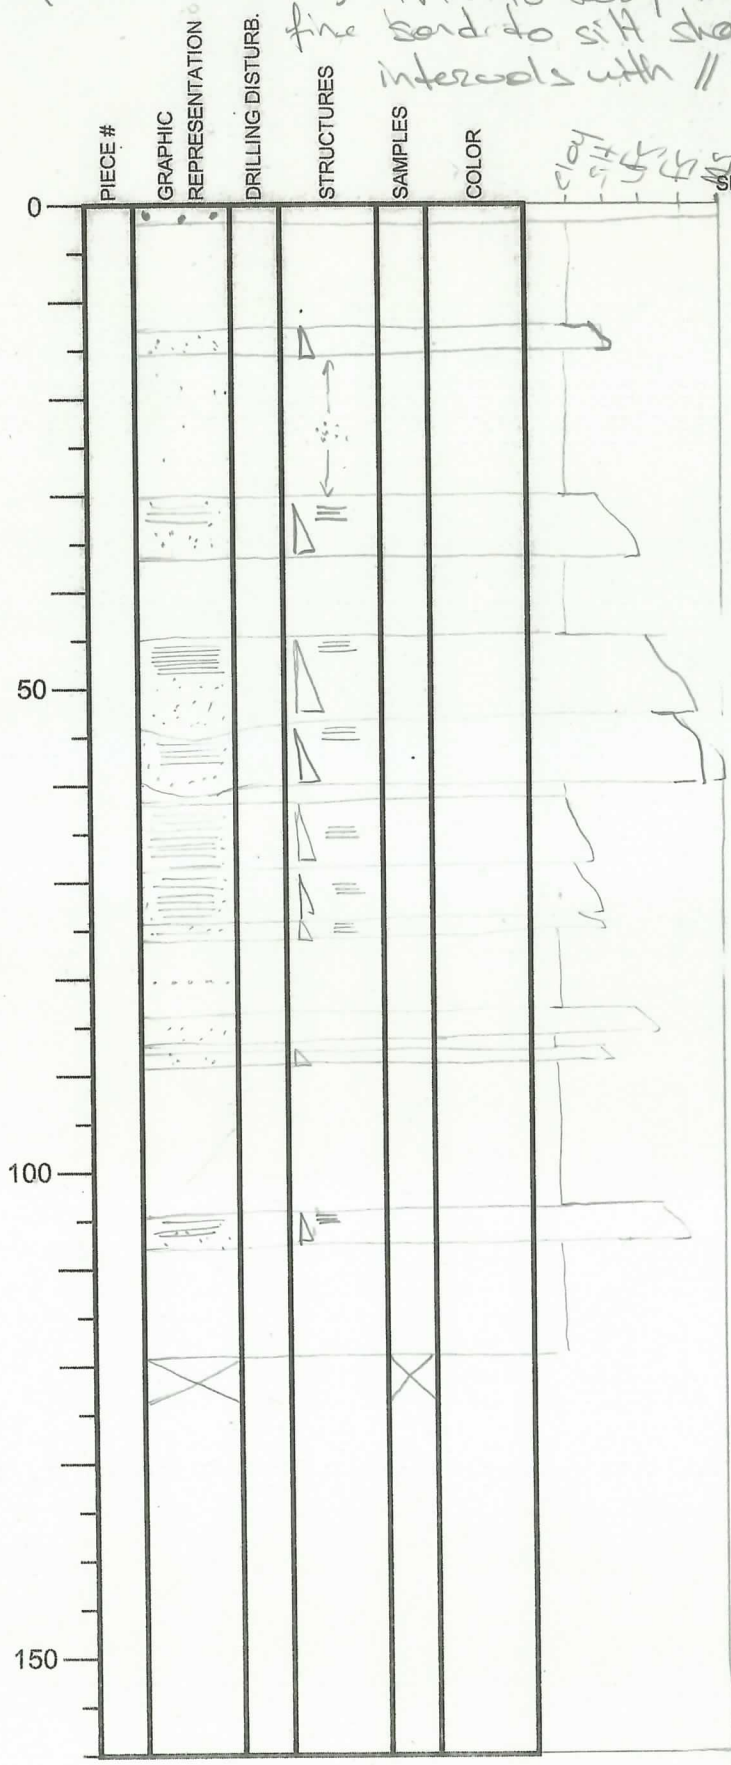 fine sand to silt
intervals with //
PIECE #
GRAPHIC
REPRESENTATION
DRILLING DISTURB.
STRUCTURES
SAMPLES
COLOR
clay
silt
0
50
100
150